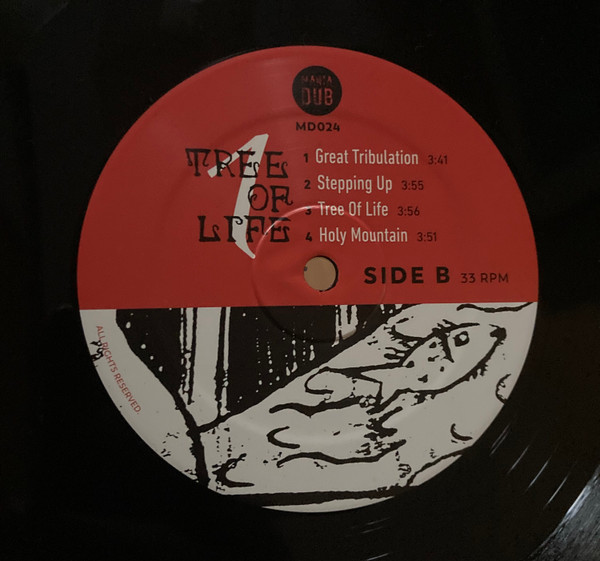 MANIA
DUB
MD024
TREE
OF
LIFE
1
1 Great Tribulation 3:41
2 Stepping Up 3:55
3 Tree Of Life 3:56
4 Holy Mountain 3:51
SIDE B 33 RPM
ALL RIGHTS RESERVED.